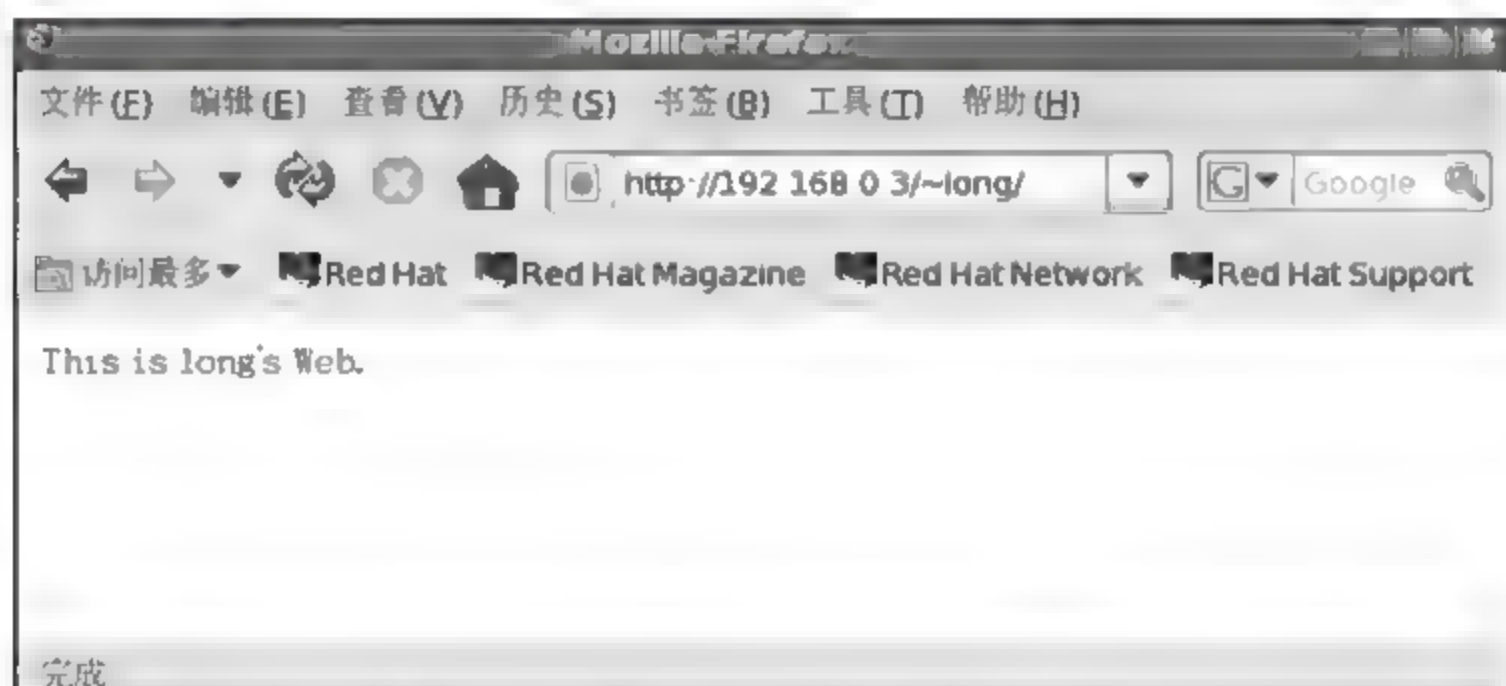 Mozilla Firefox
文件(F) 编辑(E) 查看(V) 历史(S) 书签(B) 工具(T) 帮助(H)
http://192.168.0.3/~long/ G Google
访问最多 Red Hat Red Hat Magazine Red Hat Network Red Hat Support
This is long's Web.
完成